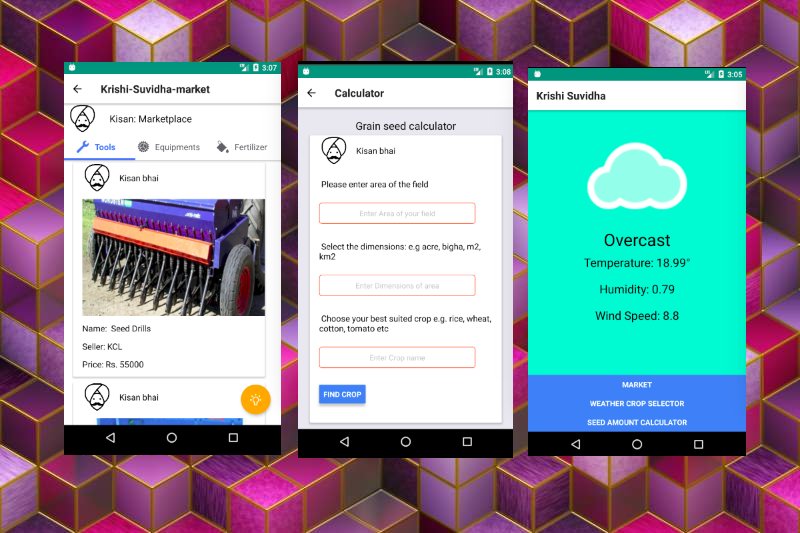 3:07
Krishi-Suvidha-market
Kisan: Marketplace
Tools
Equipments
Fertilizer
Kisan bhai
Name: Seed Drills
Seller: KCL
Price: Rs. 55000
Kisan bhai
3:08
Calculator
Grain seed calculator
Kisan bhai
Please enter area of the field
Enter Area of your field
Select the dimensions: e.g acre, bigha, m2,
km2
Enter Dimensions of area
Choose your best suited crop e.g. rice, wheat,
cotton, tomato etc
Enter Crop name
FIND CROP
3:05
Krishi Suvidha
Overcast
Temperature: 18.99°
Humidity: 0.79
Wind Speed: 8.8
MARKET
WEATHER CROP SELECTOR
SEED AMOUNT CALCULATOR